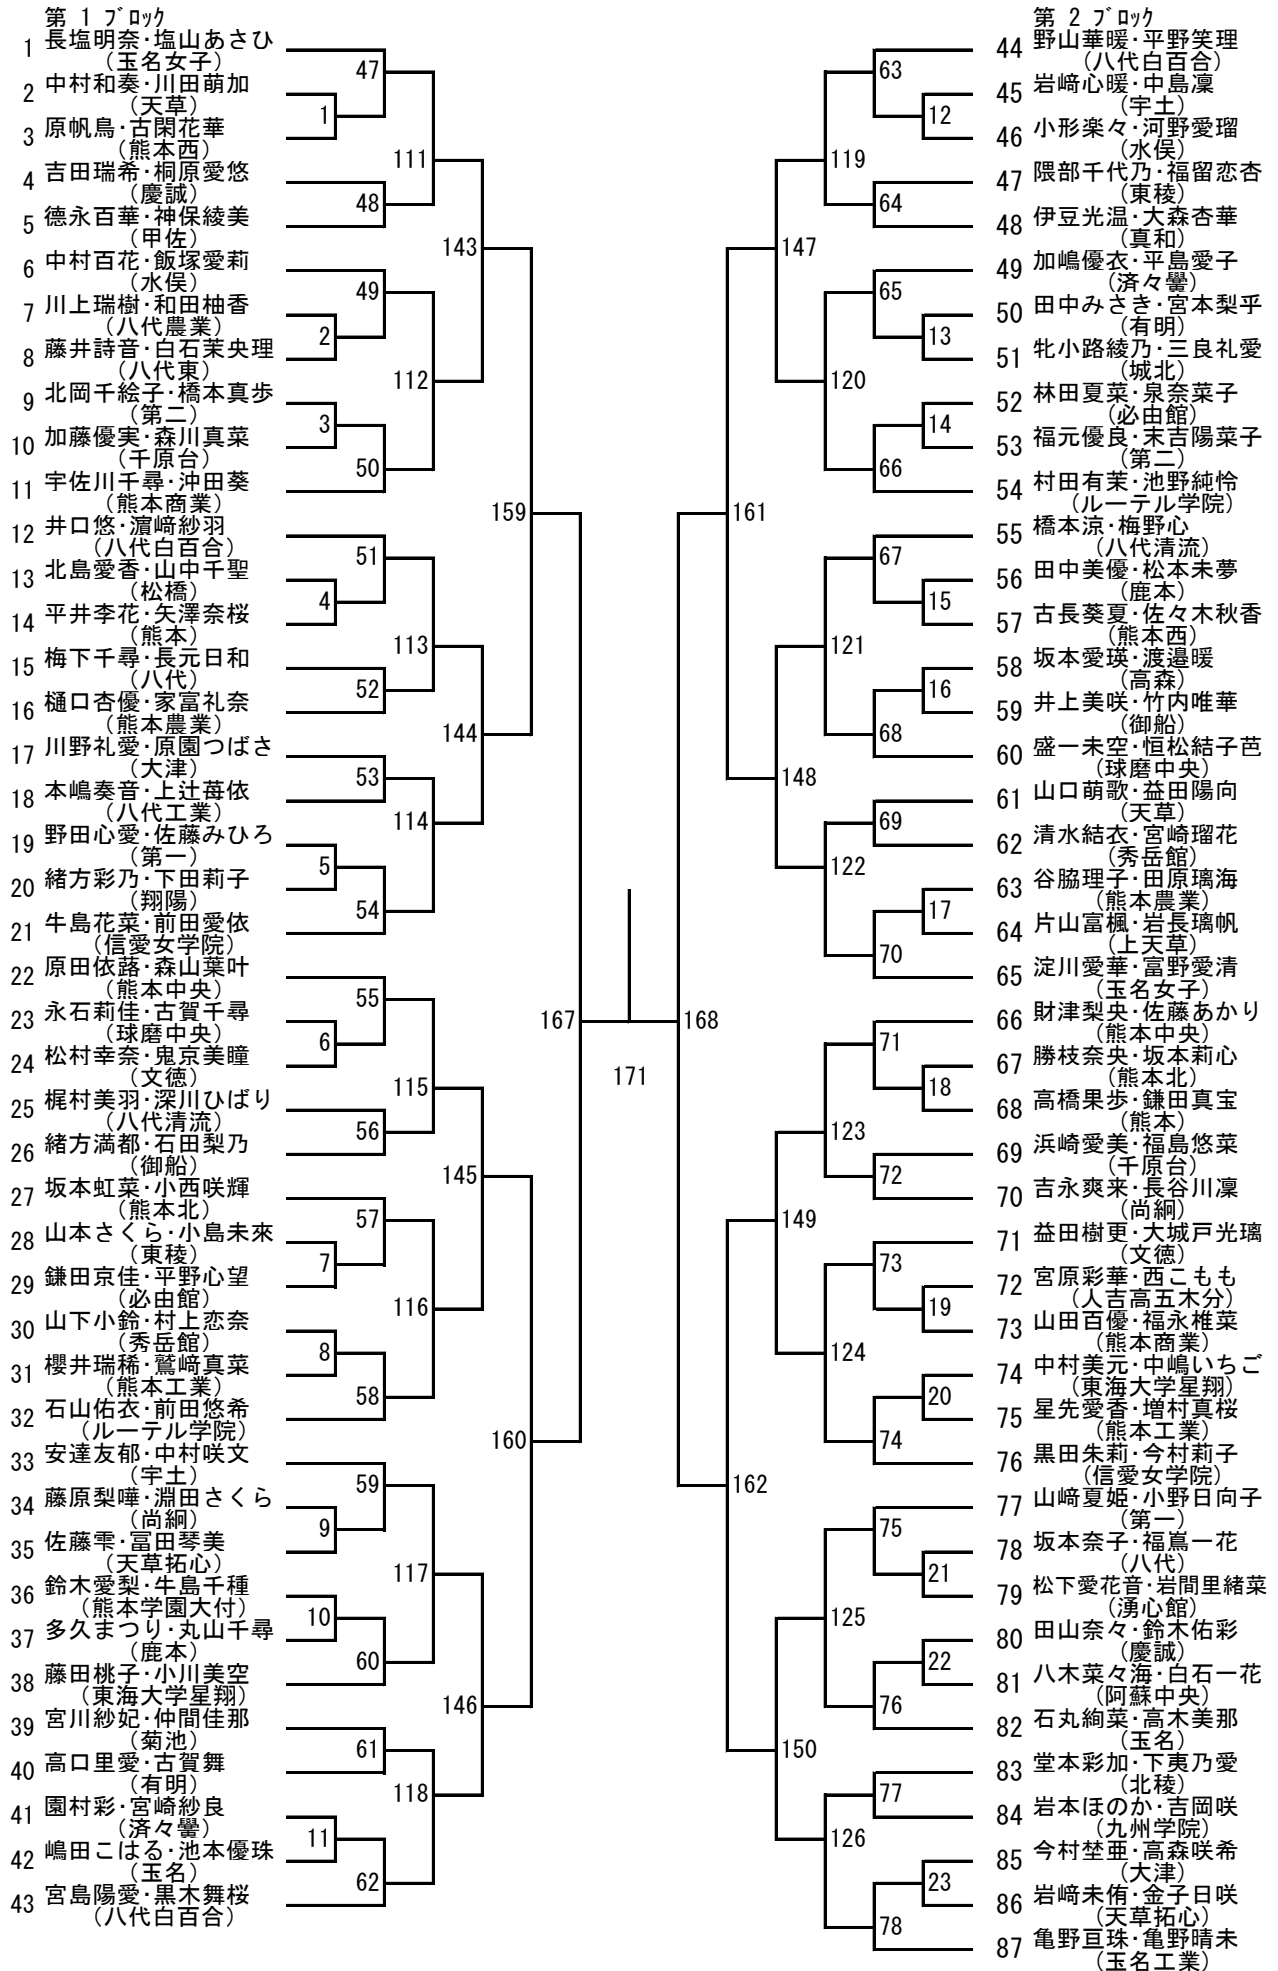 第 1 ブロック
1 長塩明奈・塩山あさひ
(玉名女子)
2 中村和奏・川田萌加
(天草)
3 原帆鳥・古閑花華
(熊本西)
4 吉田瑞希・桐原愛悠
(慶誠)
5 德永百華・神保綾美
(甲佐)
6 中村百花・飯塚愛莉
(水俣)
7 川上瑞樹・和田柚香
(八代農業)
8 藤井詩音・白石茉央理
(八代東)
9 北岡千絵子・橋本真歩
(第二)
10 加藤優実・森川真菜
(千原台)
11 宇佐川千尋・沖田葵
(熊本商業)
12 井口悠・濵﨑紗羽
(八代白百合)
13 北島愛香・山中千聖
(松橋)
14 平井李花・矢澤奈桜
(熊本)
15 梅下千尋・長元日和
(八代)
16 樋口杏優・家富礼奈
(熊本農業)
17 川野礼愛・原園つばさ
(大津)
18 本嶋奏音・上辻苺依
(八代工業)
19 野田心愛・佐藤みひろ
(第一)
20 緒方彩乃・下田莉子
(翔陽)
21 牛島花菜・前田愛依
(信愛女学院)
22 原田依蕗・森山葉叶
(熊本中央)
23 永石莉佳・古賀千尋
(球磨中央)
24 松村幸奈・鬼京美瞳
(文徳)
25 梶村美羽・深川ひばり
(八代清流)
26 緒方満都・石田梨乃
(御船)
27 坂本虹菜・小西咲輝
(熊本北)
28 山本さくら・小島未來
(東稜)
29 鎌田京佳・平野心望
(必由館)
30 山下小鈴・村上恋奈
(秀岳館)
31 櫻井瑞稀・鷲﨑真菜
(熊本工業)
32 石山佑衣・前田悠希
(ルーテル学院)
33 安達友郁・中村咲文
(宇土)
34 藤原梨嘩・淵田さくら
(尚絅)
35 佐藤雫・冨田琴美
(天草拓心)
36 鈴木愛梨・牛島千種
(熊本学園大付)
37 多久まつり・丸山千尋
(鹿本)
38 藤田桃子・小川美空
(東海大学星翔)
39 宮川紗妃・仲間佳那
(菊池)
40 高口里愛・古賀舞
(有明)
41 園村彩・宮崎紗良
(済々黌)
42 嶋田こはる・池本優珠
(玉名)
43 宮島陽愛・黒木舞桜
(八代白百合)
47
1
111
48
143
49
2
112
3
50
159
51
4
113
52
144
53
114
5
54
167
55
6
115
56
145
57
7
116
8
58
160
59
9
117
10
60
146
61
118
11
62
171
第 2 ブロック
44 野山華暖・平野笑理
(八代白百合)
45 岩﨑心暖・中島凜
(宇土)
46 小形楽々・河野愛瑠
(水俣)
47 隈部千代乃・福留恋杏
(東稜)
48 伊豆光温・大森杏華
(真和)
49 加嶋優衣・平島愛子
(済々黌)
50 田中みさき・宮本梨乎
(有明)
51 牝小路綾乃・三良礼愛
(城北)
52 林田夏菜・泉奈菜子
(必由館)
53 福元優良・末吉陽菜子
(第二)
54 村田有茉・池野純怜
(ルーテル学院)
55 橋本涼・梅野心
(八代清流)
56 田中美優・松本未夢
(鹿本)
57 古長葵夏・佐々木秋香
(熊本西)
58 坂本愛瑛・渡邉暖
(高森)
59 井上美咲・竹内唯華
(御船)
60 盛一未空・恒松結子芭
(球磨中央)
61 山口萌歌・益田陽向
(天草)
62 清水結衣・宮崎瑠花
(秀岳館)
63 谷脇理子・田原璃海
(熊本農業)
64 片山富楓・岩長璃帆
(上天草)
65 淀川愛華・富野愛清
(玉名女子)
66 財津梨央・佐藤あかり
(熊本中央)
67 勝枝奈央・坂本莉心
(熊本北)
68 高橋果歩・鎌田真宝
(熊本)
69 浜崎愛美・福島悠菜
(千原台)
70 吉永爽来・長谷川凜
(尚絅)
71 益田樹更・大城戸光璃
(文徳)
72 宮原彩華・西こもも
(人吉高五木分)
73 山田百優・福永椎菜
(熊本商業)
74 中村美元・中嶋いちご
(東海大学星翔)
75 星先愛香・増村真桜
(熊本工業)
76 黒田朱莉・今村莉子
(信愛女学院)
77 山﨑夏姫・小野日向子
(第一)
78 坂本奈子・福嶌一花
(八代)
79 松下愛花音・岩間里緒菜
(湧心館)
80 田山奈々・鈴木佑彩
(慶誠)
81 八木菜々海・白石一花
(阿蘇中央)
82 石丸絢菜・高木美那
(玉名)
83 堂本彩加・下夷乃愛
(北稜)
84 岩本ほのか・吉岡咲
(九州学院)
85 今村埜亜・高森咲希
(大津)
86 岩﨑未侑・金子日咲
(天草拓心)
87 亀野亘珠・亀野晴未
(玉名工業)
63
12
119
64
147
65
13
120
14
66
161
67
15
121
16
68
148
69
122
17
70
168
71
18
123
72
149
73
19
124
20
74
162
75
21
125
22
76
150
77
126
23
78